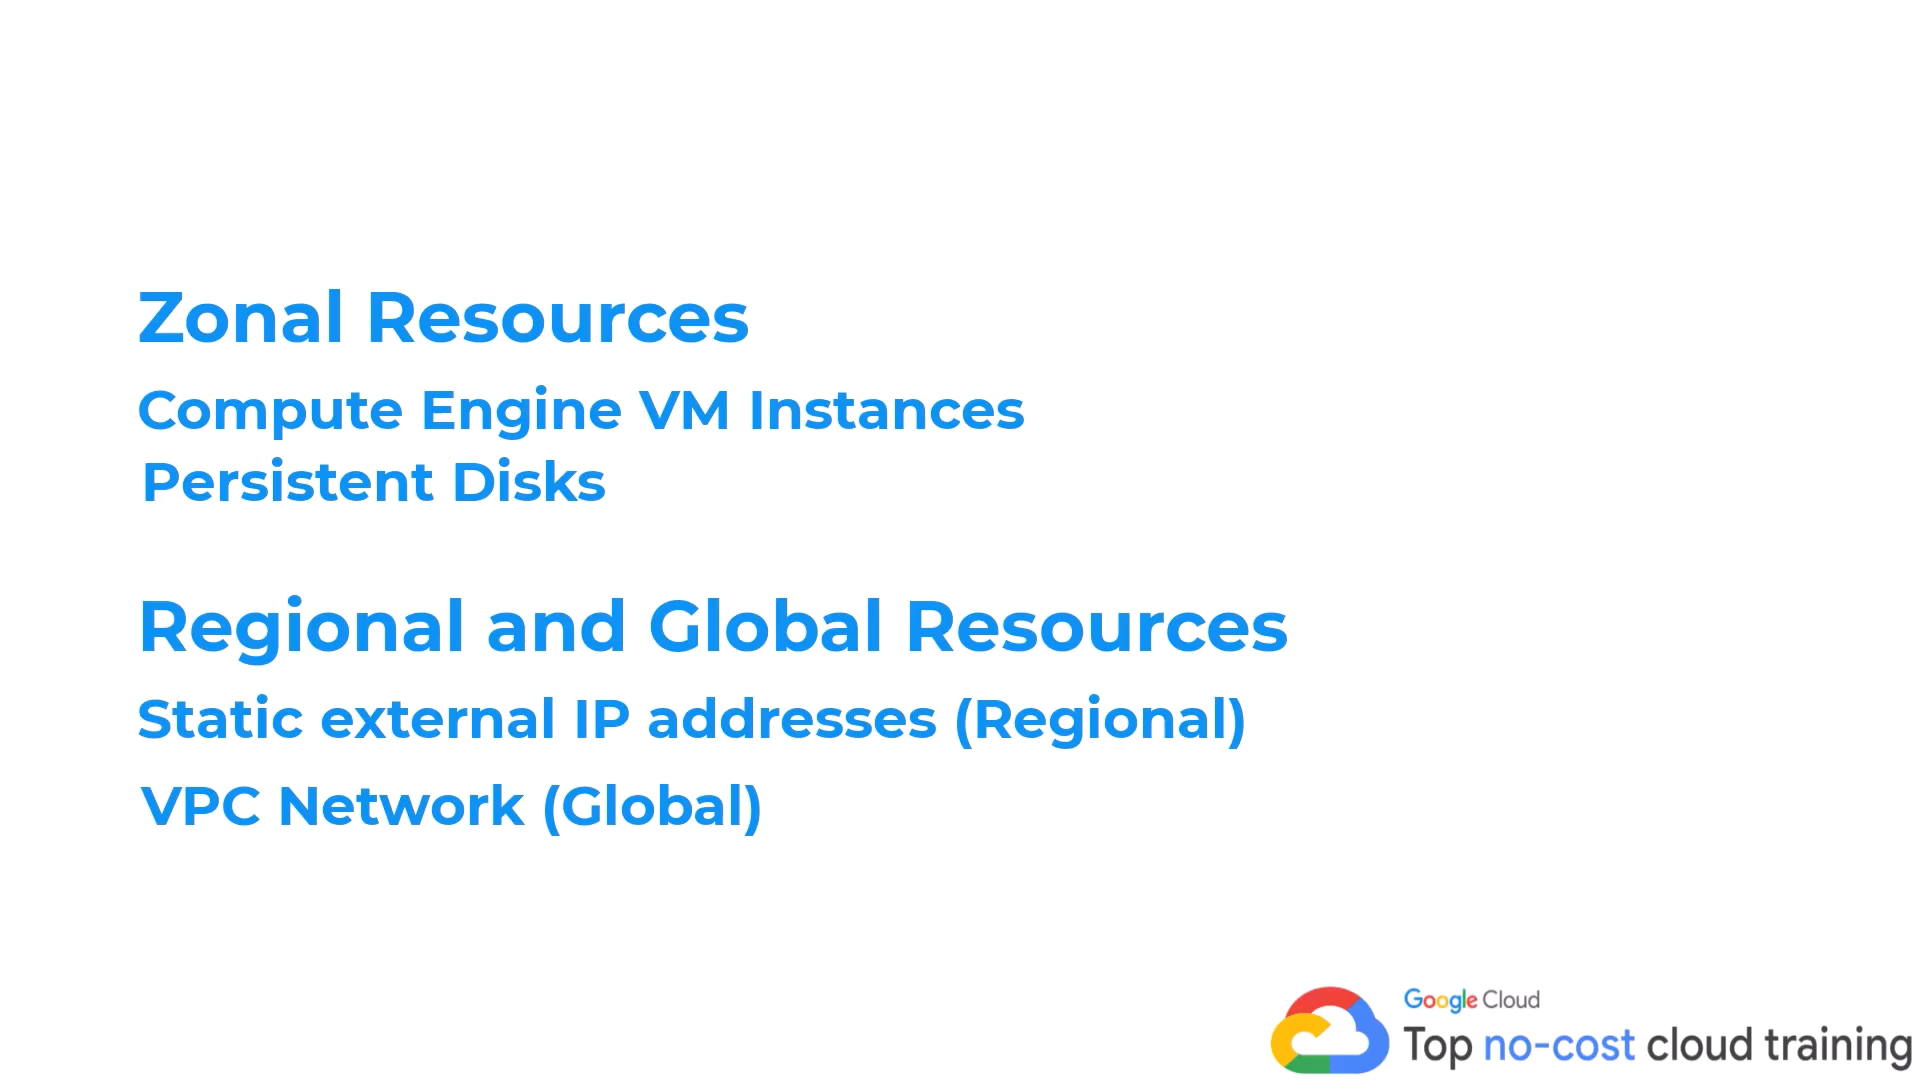 Zonal Resources
Compute Engine VM Instances
Persistent Disks
Regional and Global Resources
Static external IP addresses (Regional)
VPC Network (Global)
Google Cloud
Top no-cost cloud training